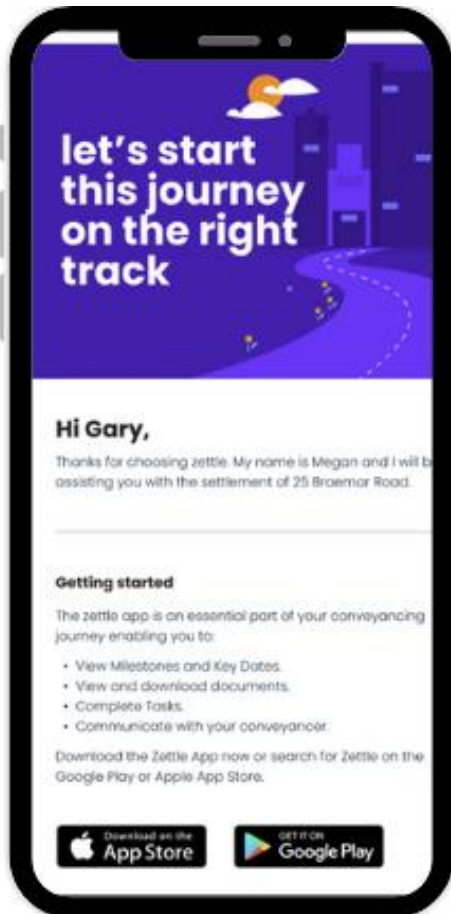 let's start
this journey
on the right
track
Hi Gary,
Thanks for choosing zettle. My name is Megan and I will b
assisting you with the settlement of 25 Braemar Road.
Getting started
The zettle app is an essential part of your conveyancing
journey enabling you to:
• View Milestones and Key Dates.
• View and download documents.
• Complete Tasks.
• Communicate with your conveyancer.
Download the Zettle App now or search for Zettle on the
Google Play or Apple App Store.
Download on the
App Store
GET IT ON
Google Play